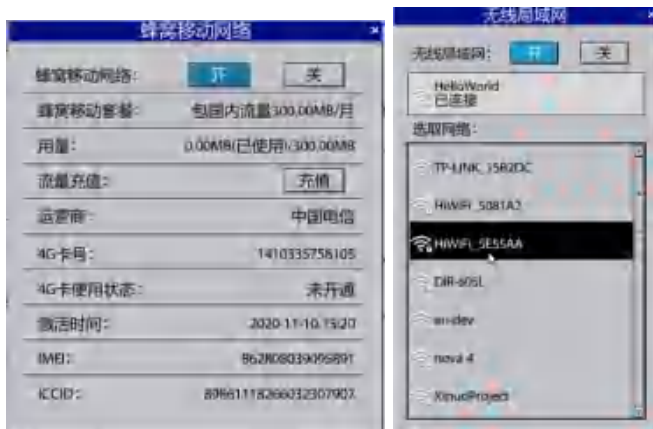 蜂窝移动网络
蜂窝移动网络： 开 关
蜂窝移动套餐： 包国内流量300.00MB/月
用量： 0.00MB(已使用)/300.00MB
流量充值： 充值
运营商： 中国电信
4G卡号： 1410335758105
4G卡使用状态： 未开通
激活时间： 2020-11-10, 15:20
IMEI：
ICCID：
无线局域网
无线局域网： 开 关
HelloWorld
已连接
选取网络：
TP-LINK_35B2DC
HiWiFi_5081A2
HiWiFi_5E55AA
DIR-605L
an-dev
nova 4
XinuoProject